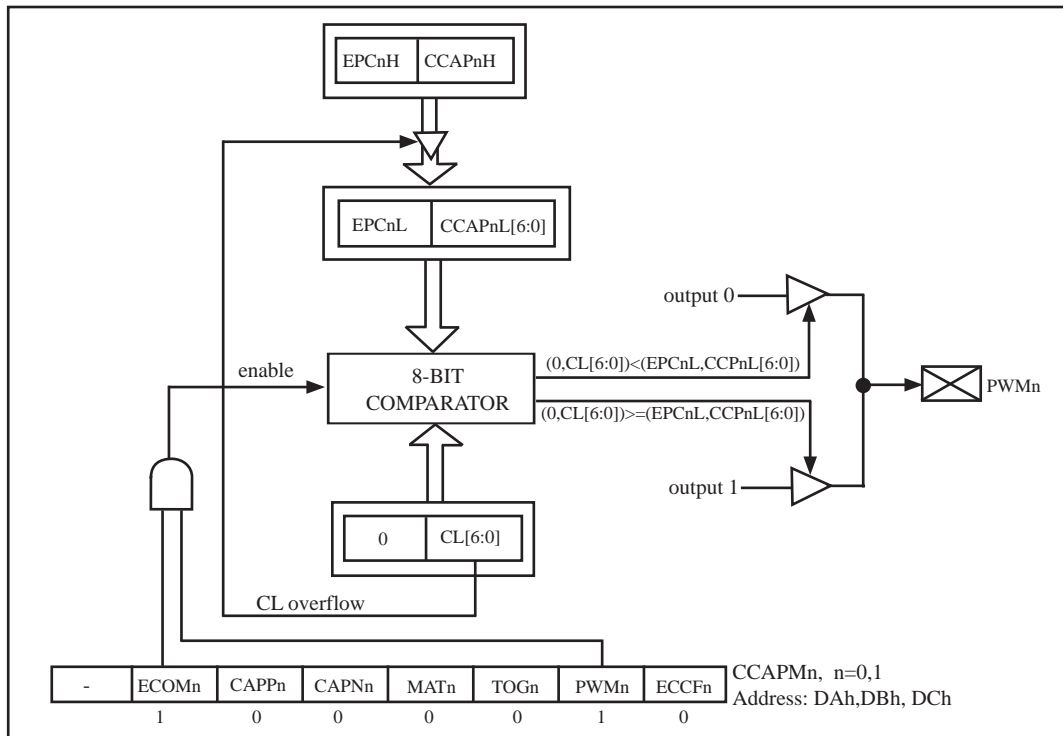 EPCnH CCAPnH
EPCnL CCAPnL[6:0]
output 0
(0,CL[6:0])<(EPCnL,CCPnL[6:0])
enable
8-BIT
COMPARATOR
PWMn
(0,CL[6:0])>=(EPCnL,CCPnL[6:0])
output 1
0 CL[6:0]
CL overflow
- ECOMn CAPPn CAPNn MATn TOGn PWMn ECCFn
CCAPMn, n=0,1
Address: DAh,DBh, DCh
1 0 0 0 0 1 0